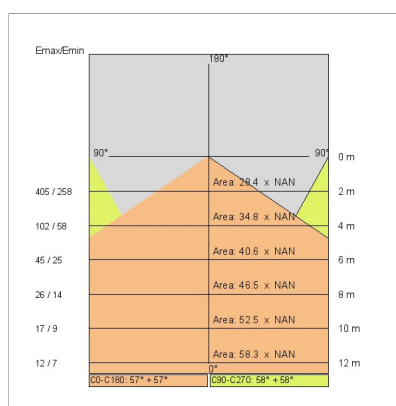 Emax/Emin
180°
90°
90°
0 m
Area: 28.4 x NAN
405 / 258
2 m
Area: 34.8 x NAN
102 / 58
4 m
Area: 40.6 x NAN
45 / 25
6 m
Area: 46.5 x NAN
26 / 14
8 m
Area: 52.5 x NAN
17 / 9
10 m
Area: 58.3 x NAN
12 / 7
12 m
0°
C0-C180: 57° + 57°
C90-C270: 58° + 58°